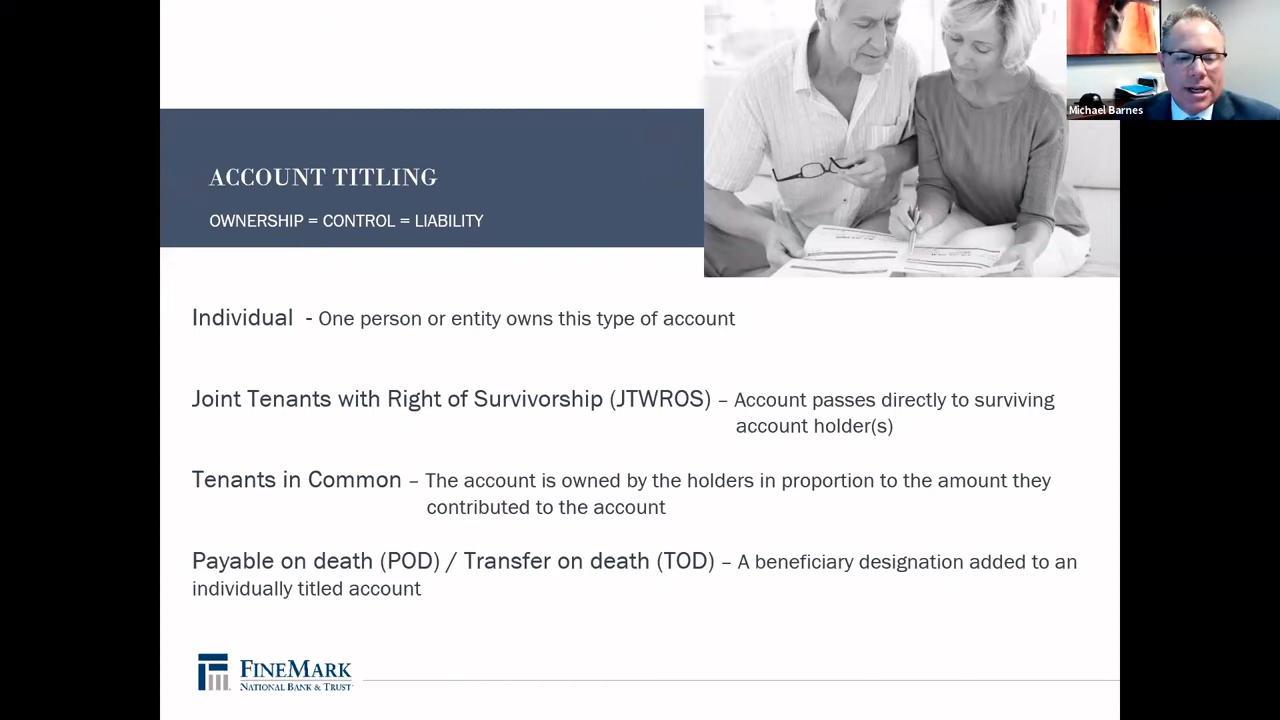 Michael Barnes
ACCOUNT TITLING
OWNERSHIP = CONTROL = LIABILITY
Individual - One person or entity owns this type of account
Joint Tenants with Right of Survivorship (JTWROS) – Account passes directly to surviving
account holder(s)
Tenants in Common – The account is owned by the holders in proportion to the amount they
contributed to the account
Payable on death (POD) / Transfer on death (TOD) – A beneficiary designation added to an
individually titled account
FINEMARK
NATIONAL BANK & TRUST